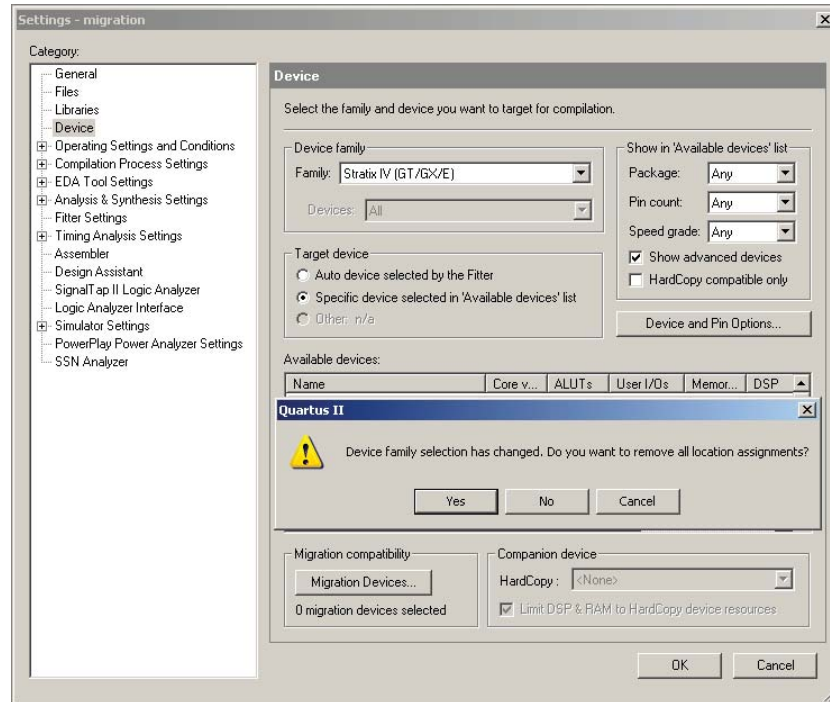 Settings - migration
Category:
General
Files
Libraries
Device
Operating Settings and Conditions
Compilation Process Settings
EDA Tool Settings
Analysis & Synthesis Settings
Fitter Settings
Timing Analysis Settings
Assembler
Design Assistant
SignalTap II Logic Analyzer
Logic Analyzer Interface
Simulator Settings
PowerPlay Power Analyzer Settings
SSN Analyzer
Device
Select the family and device you want to target for compilation.
Device family
Family: Stratix IV (GT/GX/E)
Devices: All
Target device
Auto device selected by the Fitter
Specific device selected in 'Available devices' list
Other: n/a
Show in 'Available devices' list
Package: Any
Pin count: Any
Speed grade: Any
Show advanced devices
HardCopy compatible only
Device and Pin Options...
Available devices:
Name Core v... ALUTs User I/Os Memor... DSP
Quartus II
Device family selection has changed. Do you want to remove all location assignments?
Yes No Cancel
Migration compatibility
Migration Devices...
0 migration devices selected
Companion device
HardCopy : <None>
Limit DSP & RAM to HardCopy device resources
OK Cancel